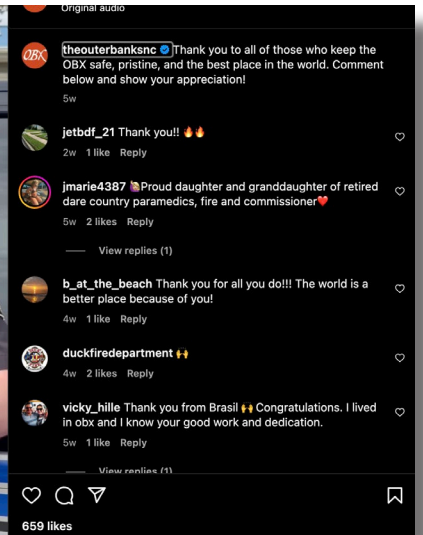 Original audio
OBX
theouterbanksnc Thank you to all of those who keep the
OBX safe, pristine, and the best place in the world. Comment
below and show your appreciation!
5w
jetbdf_21 Thank you!! 🔥🔥
2w 1 like Reply
jmarie4387 🙋🏼‍♀️Proud daughter and granddaughter of retired
dare country paramedics, fire and commissioner❤️
5w 2 likes Reply
View replies (1)
b_at_the_beach Thank you for all you do!!! The world is a
better place because of you!
4w 1 like Reply
duckfiredepartment 🙌
4w 2 likes Reply
vicky_hille Thank you from Brasil 🙌 Congratulations. I lived
in obx and I know your good work and dedication.
5w 1 like Reply
View replies (1)
659 likes